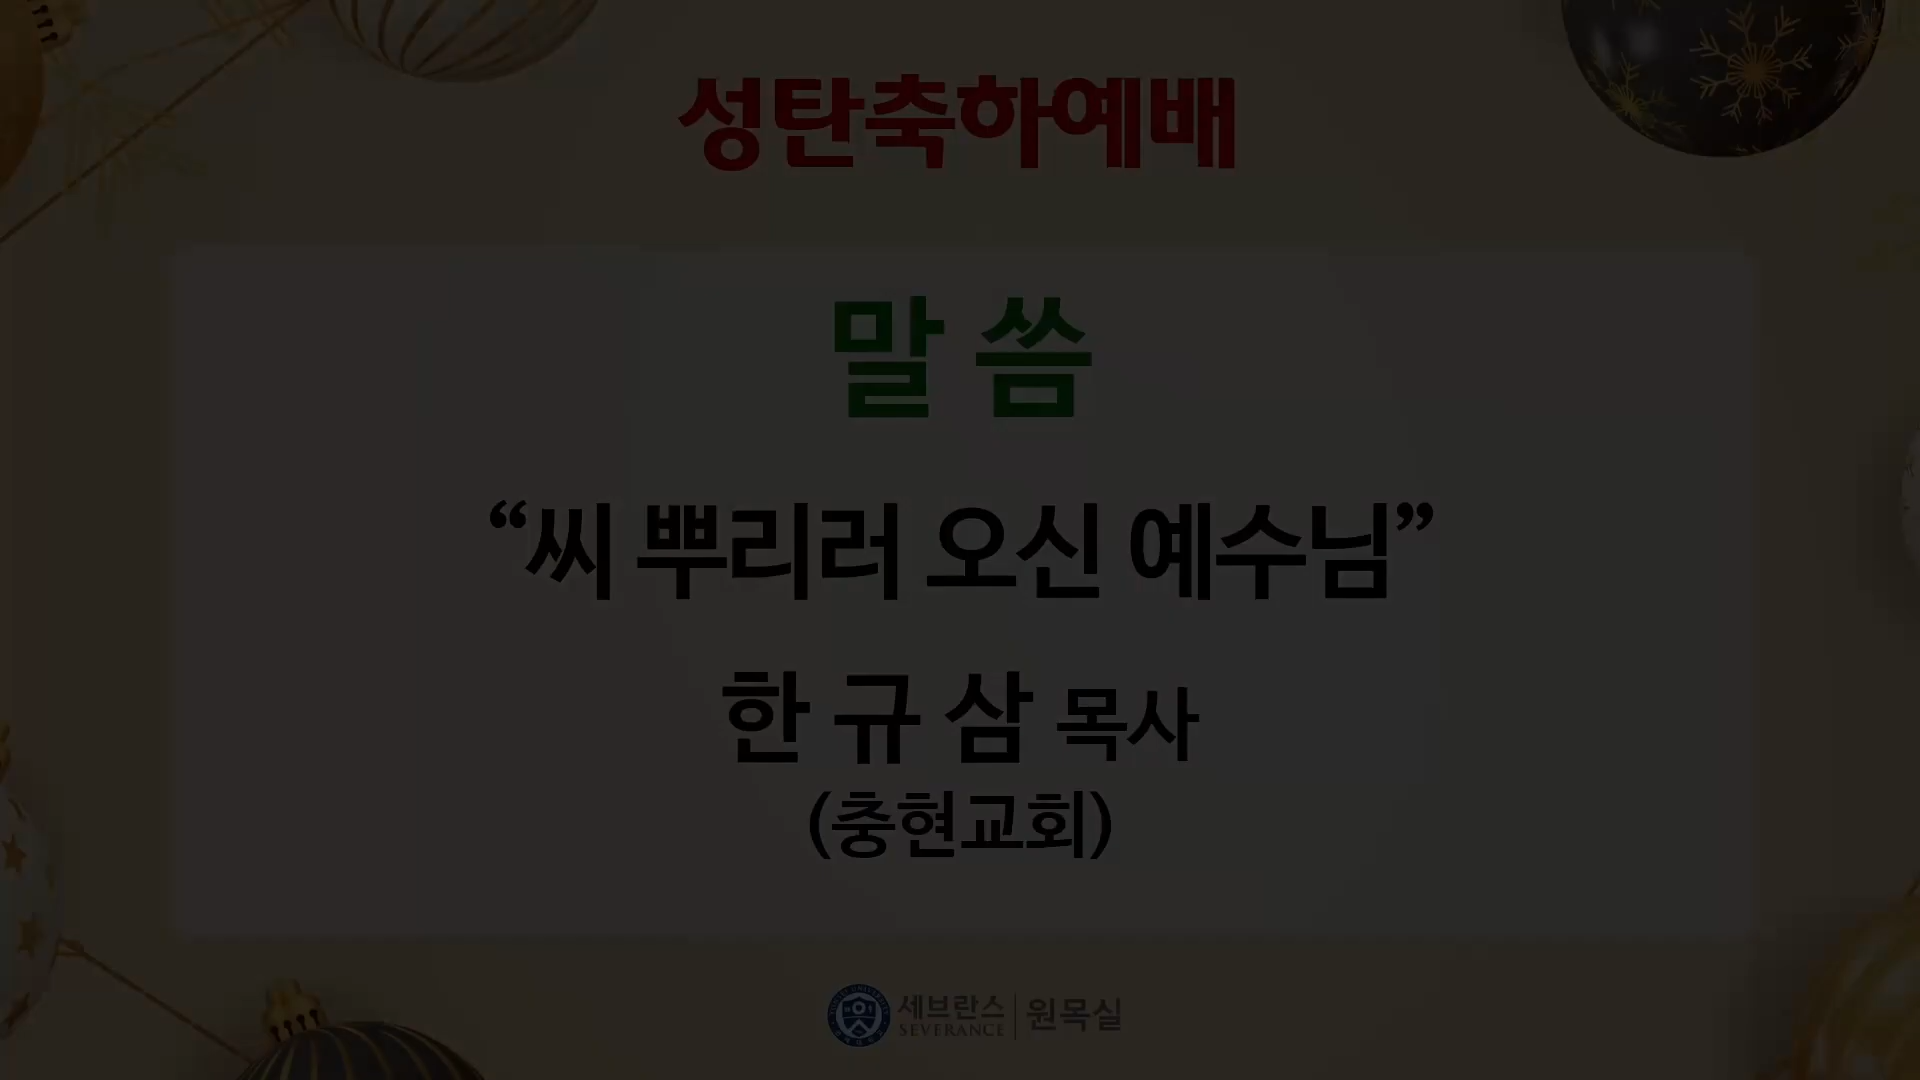 성탄축하예배
말 씀
“씨 뿌리러 오신 예수님”
한 규 삼 목사
(충현교회)
세브란스 SEVERANCE | 원목실